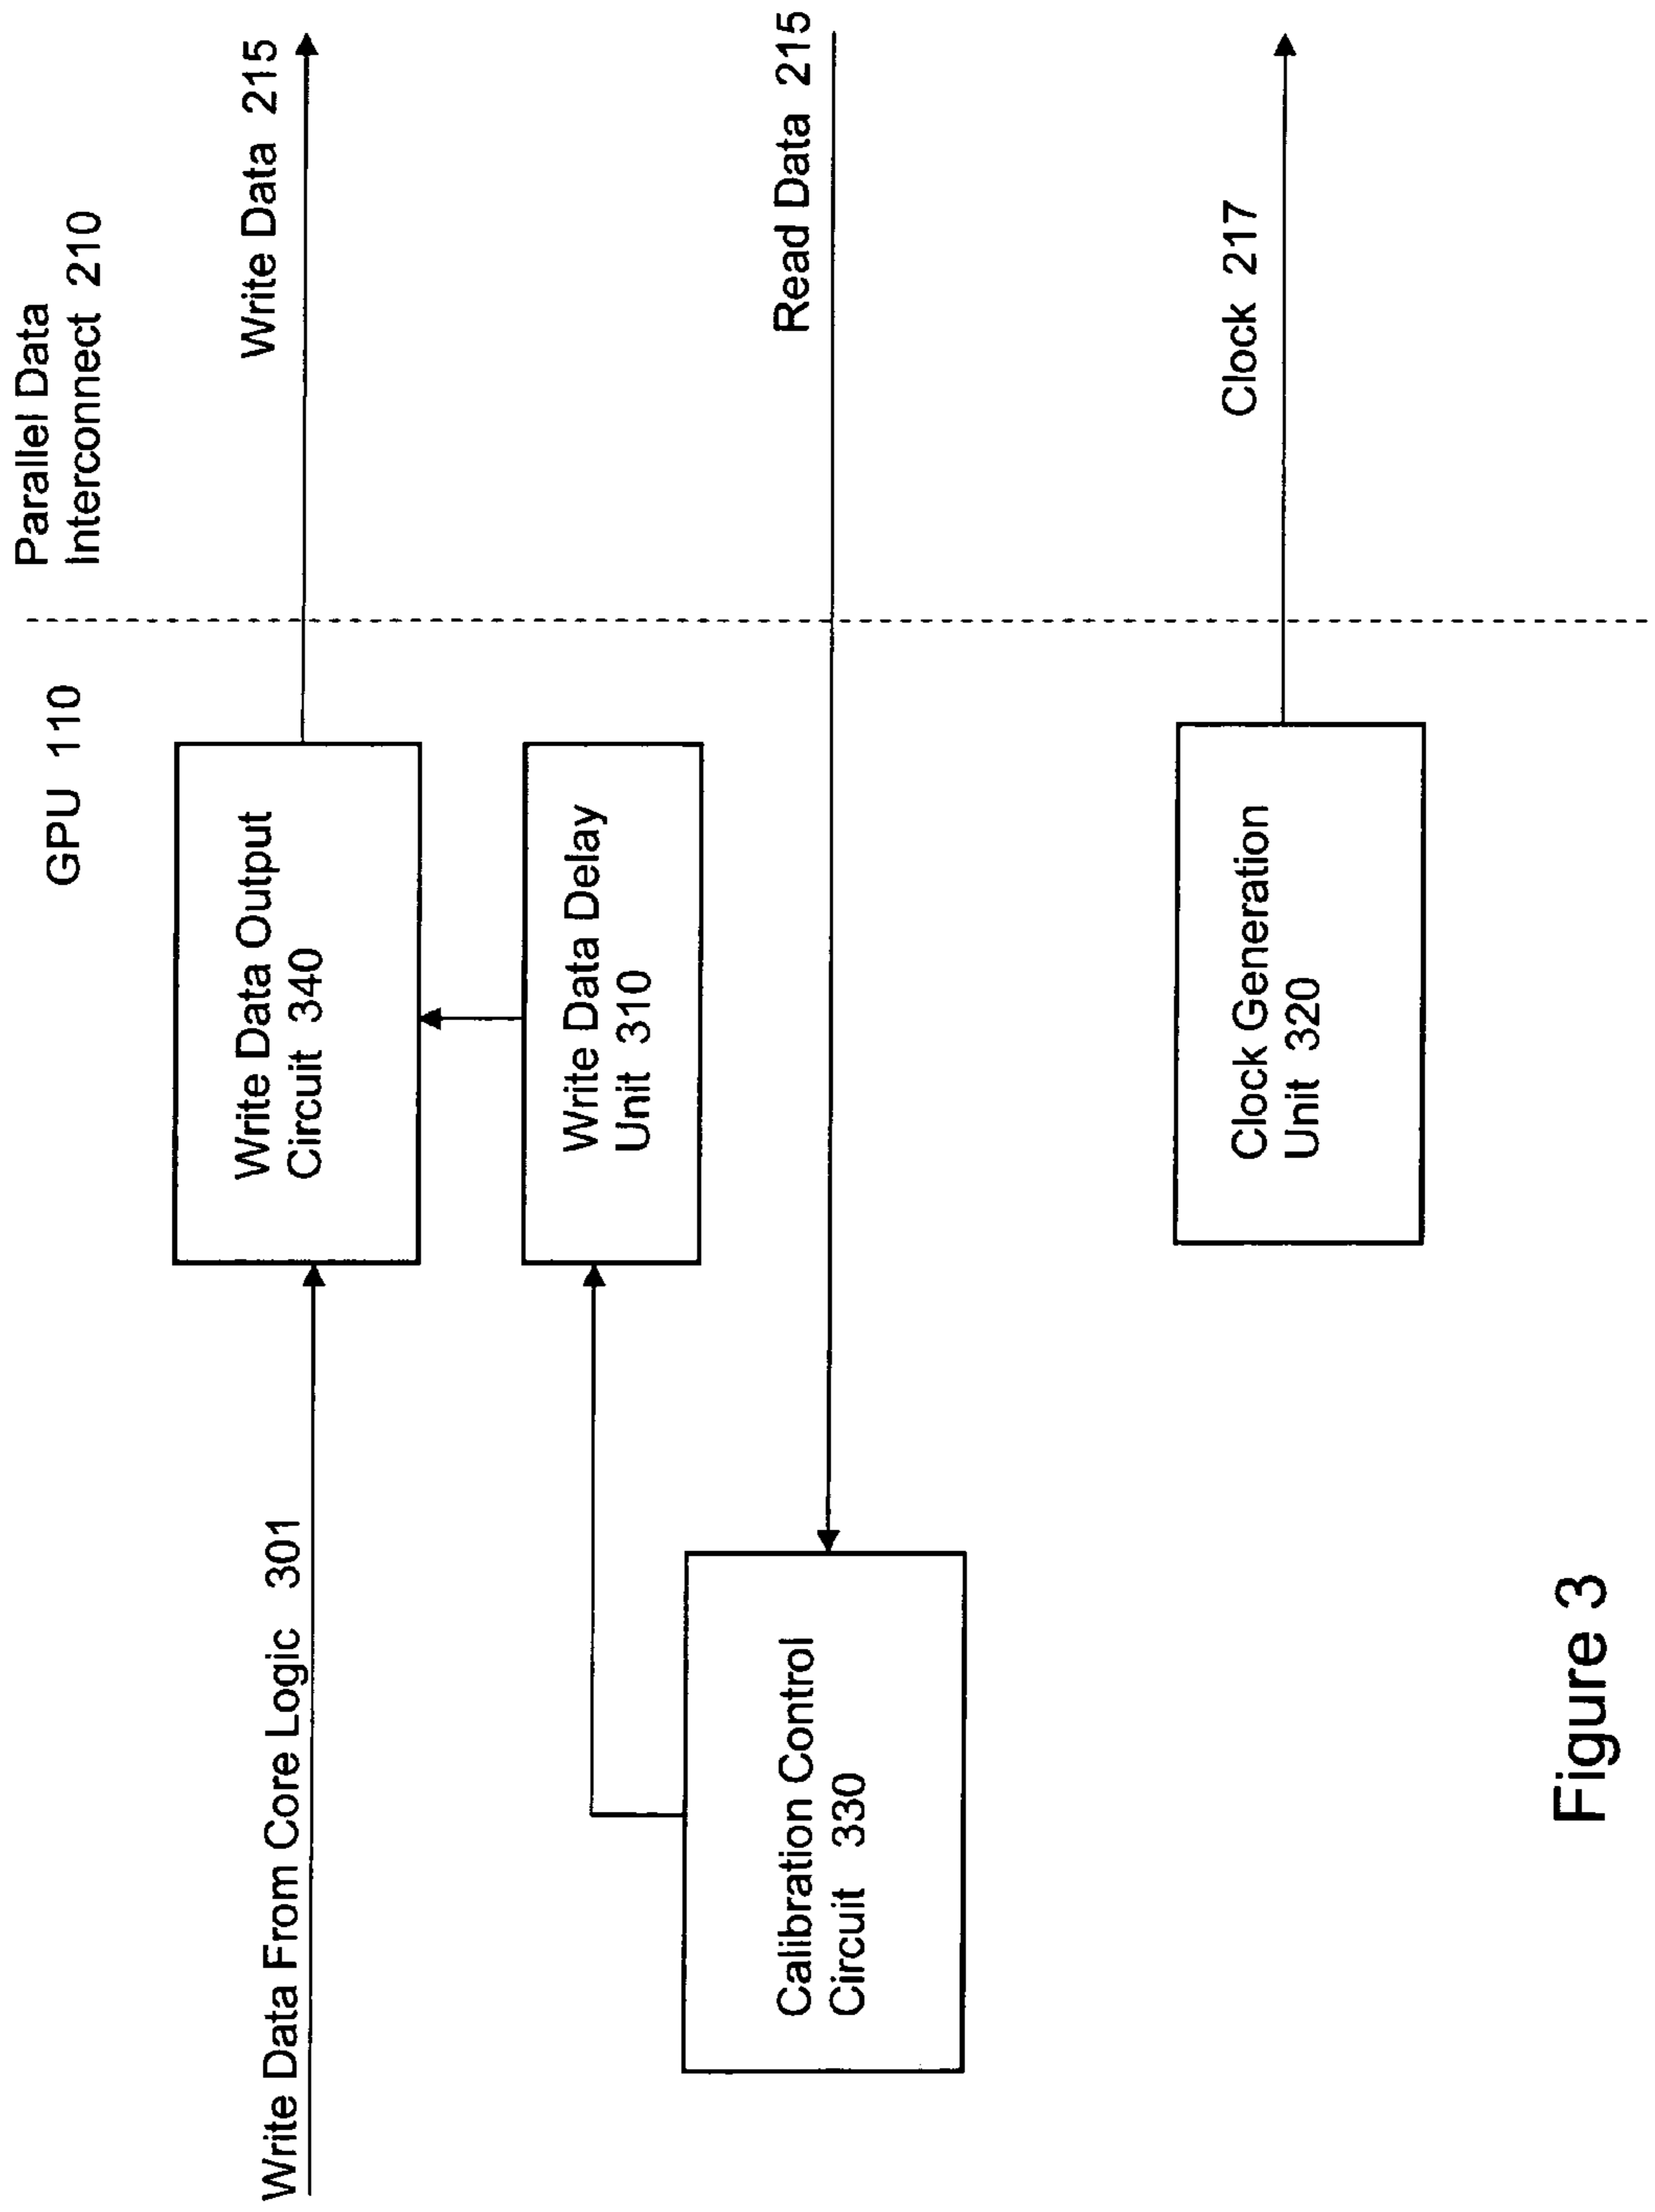 Parallel Data
Interconnect 210
GPU 110
Write Data 215
Write Data From Core Logic 301
Write Data Output
Circuit 340
Write Data Delay
Unit 310
Read Data 215
Calibration Control
Circuit 330
Clock 217
Clock Generation
Unit 320
Figure 3